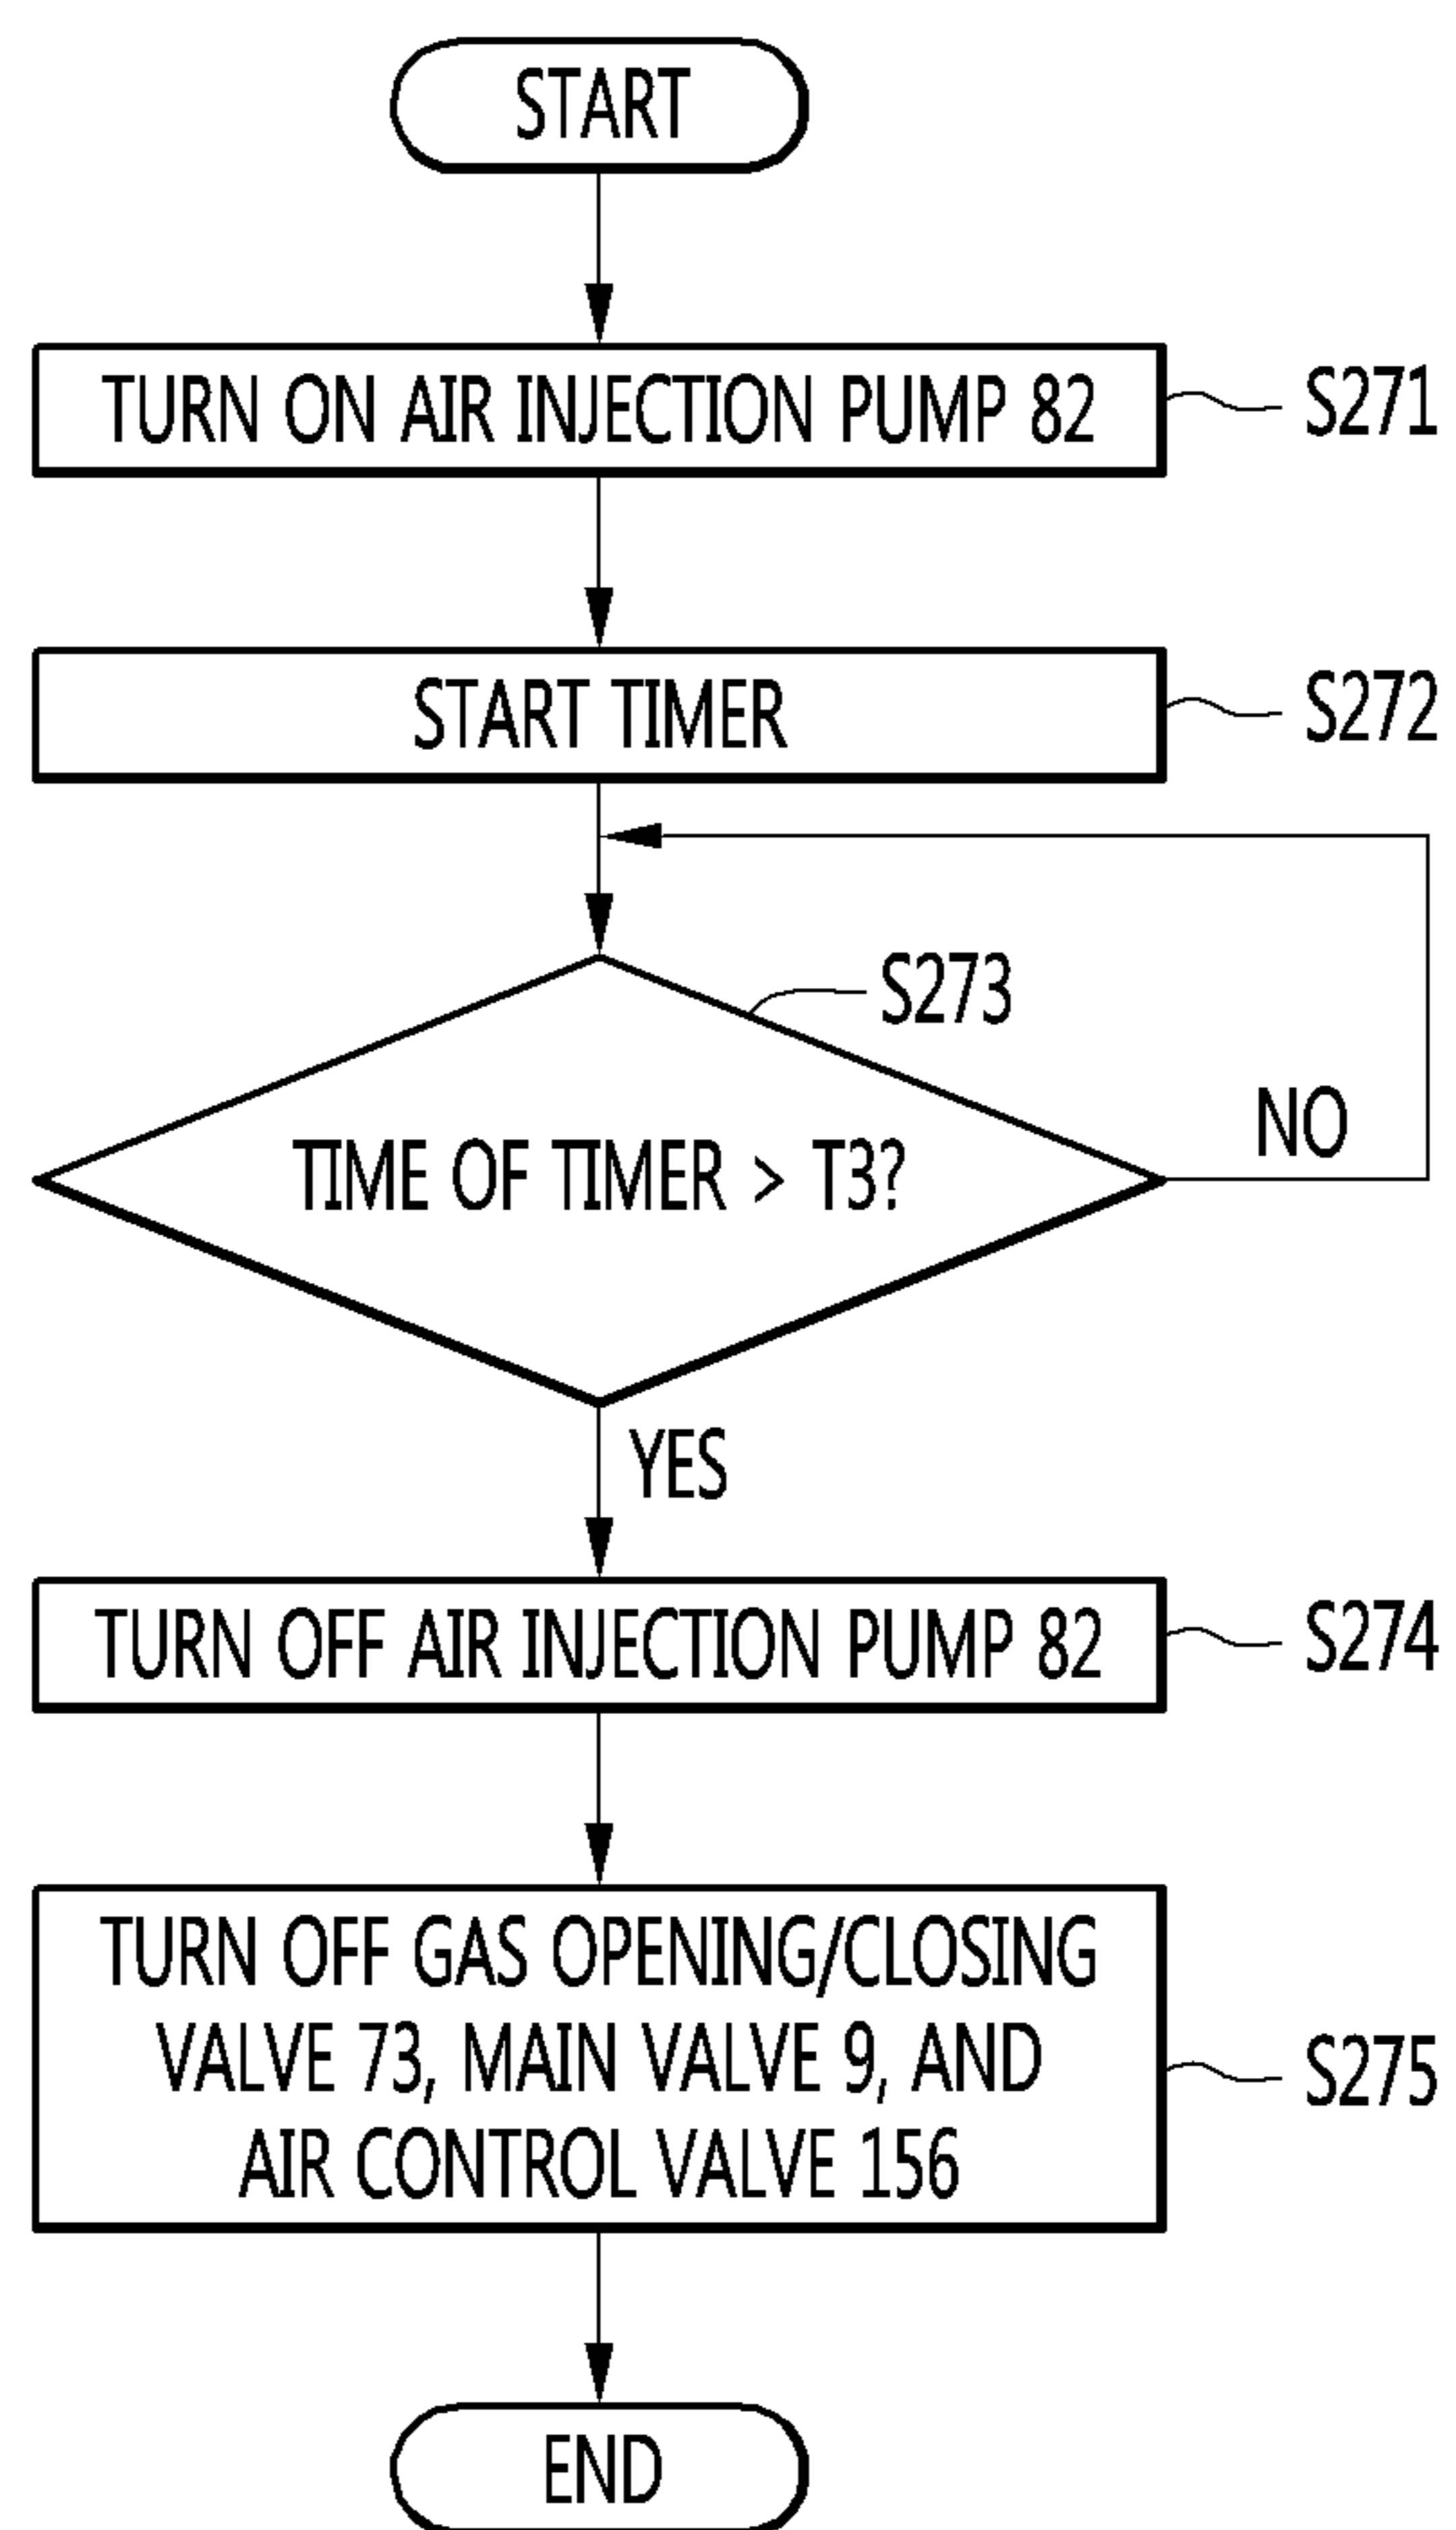 START
TURN ON AIR INJECTION PUMP 82
S271
START TIMER
S272
S273
TIME OF TIMER > T3?
NO
YES
TURN OFF AIR INJECTION PUMP 82
S274
TURN OFF GAS OPENING/CLOSING
VALVE 73, MAIN VALVE 9, AND
AIR CONTROL VALVE 156
S275
END